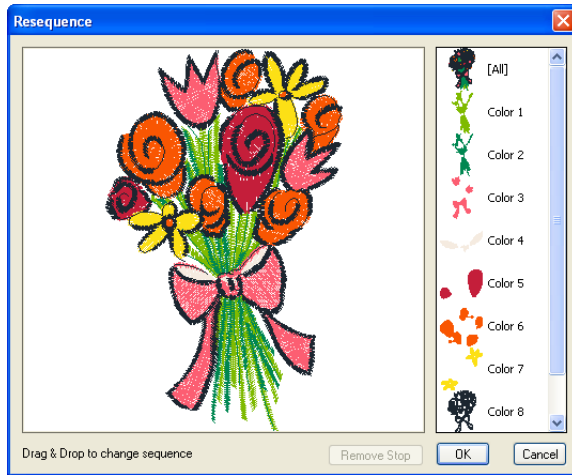 Resequence
[All]
Color 1
Color 2
Color 3
Color 4
Color 5
Color 6
Color 7
Color 8
Drag & Drop to change sequence
Remove Stop
OK
Cancel